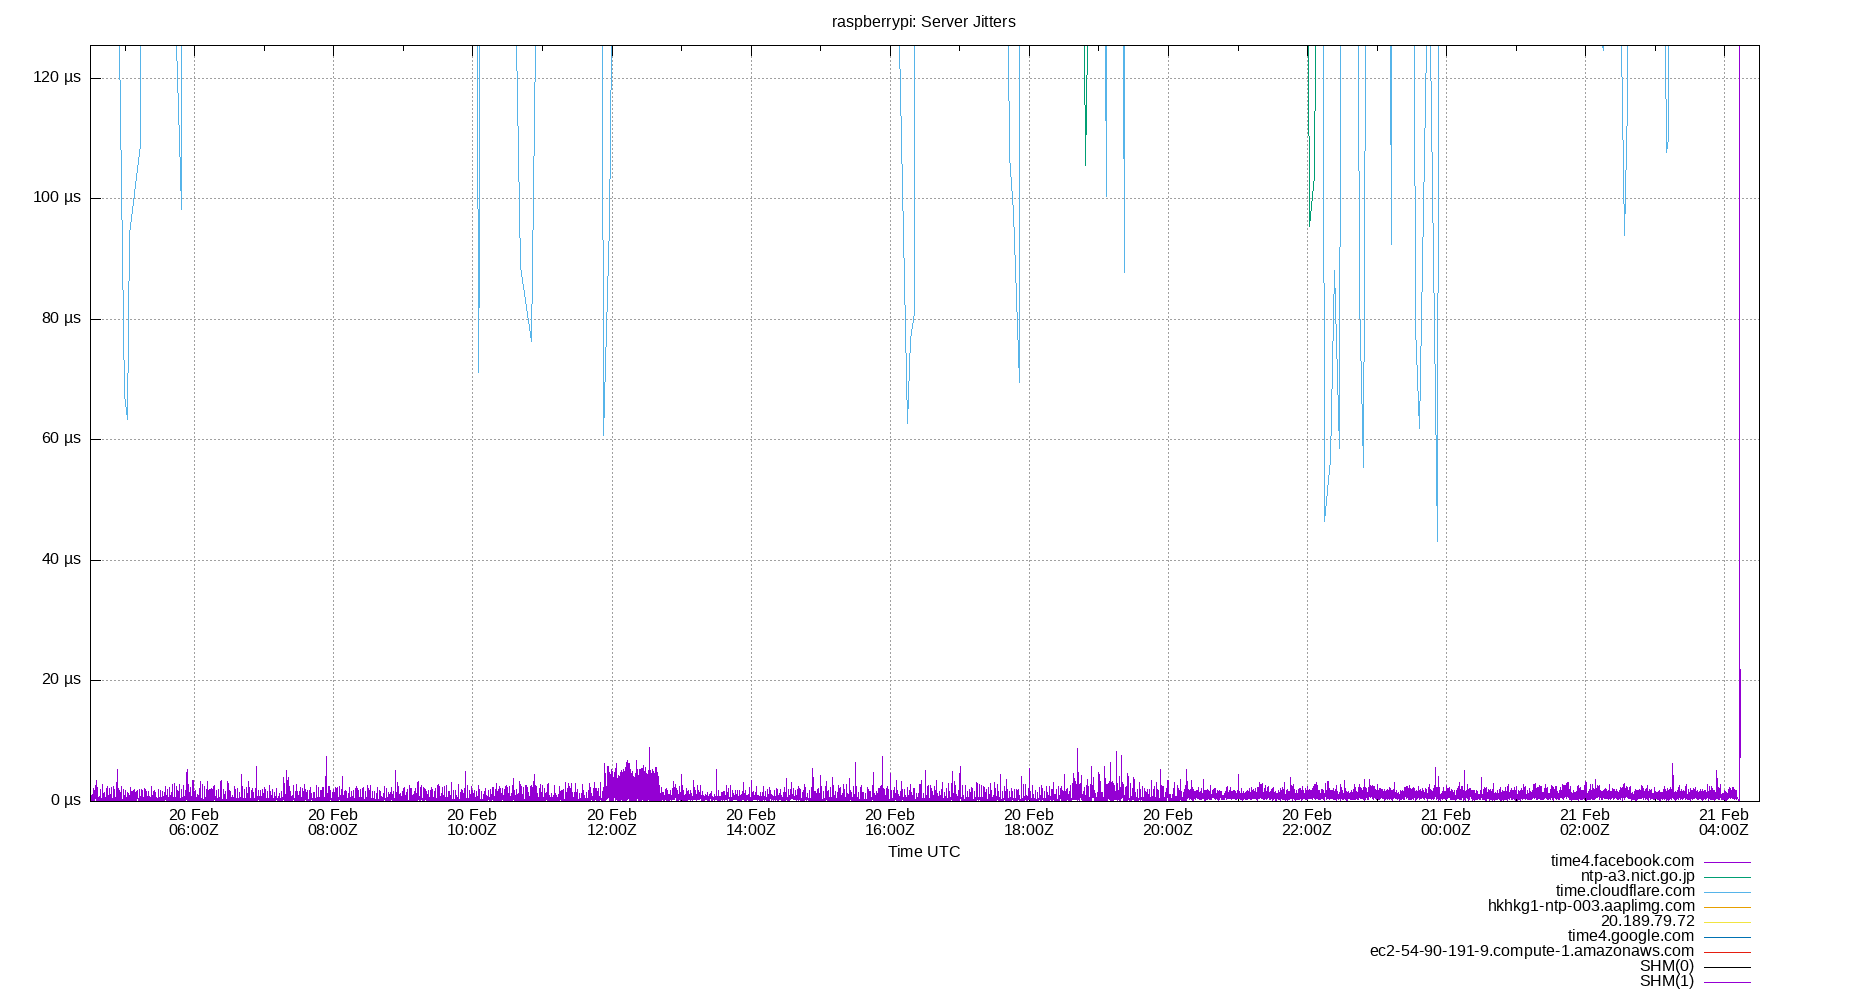 raspberrypi: Server Jitters
120 µs
100 µs
80 µs
60 µs
40 µs
20 µs
0 µs
20 Feb 20 Feb 20 Feb 20 Feb 20 Feb 20 Feb 20 Feb 20 Feb 20 Feb 21 Feb 21 Feb 21 Feb
06:00Z 08:00Z 10:00Z 12:00Z 14:00Z 16:00Z 18:00Z 20:00Z 22:00Z 00:00Z 02:00Z 04:00Z
Time UTC
time4.facebook.com
ntp-a3.nict.go.jp
time.cloudflare.com
hkhkg1-ntp-003.aaplimg.com
20.189.79.72
time4.google.com
ec2-54-90-191-9.compute-1.amazonaws.com
SHM(0)
SHM(1)